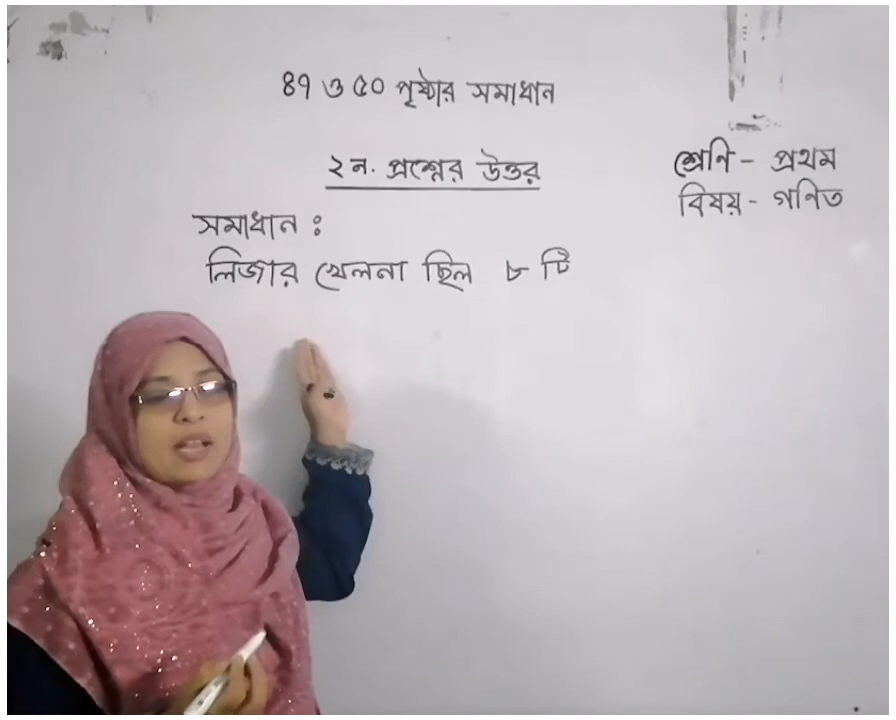 ৪৭ ও ৫০ পৃষ্ঠার সমাধান
২ ন. প্রশ্নের উত্তর
শ্রেণি - প্রথম
বিষয় - গনিত
সমাধান :
লিজার খেলনা ছিল ৮ টি